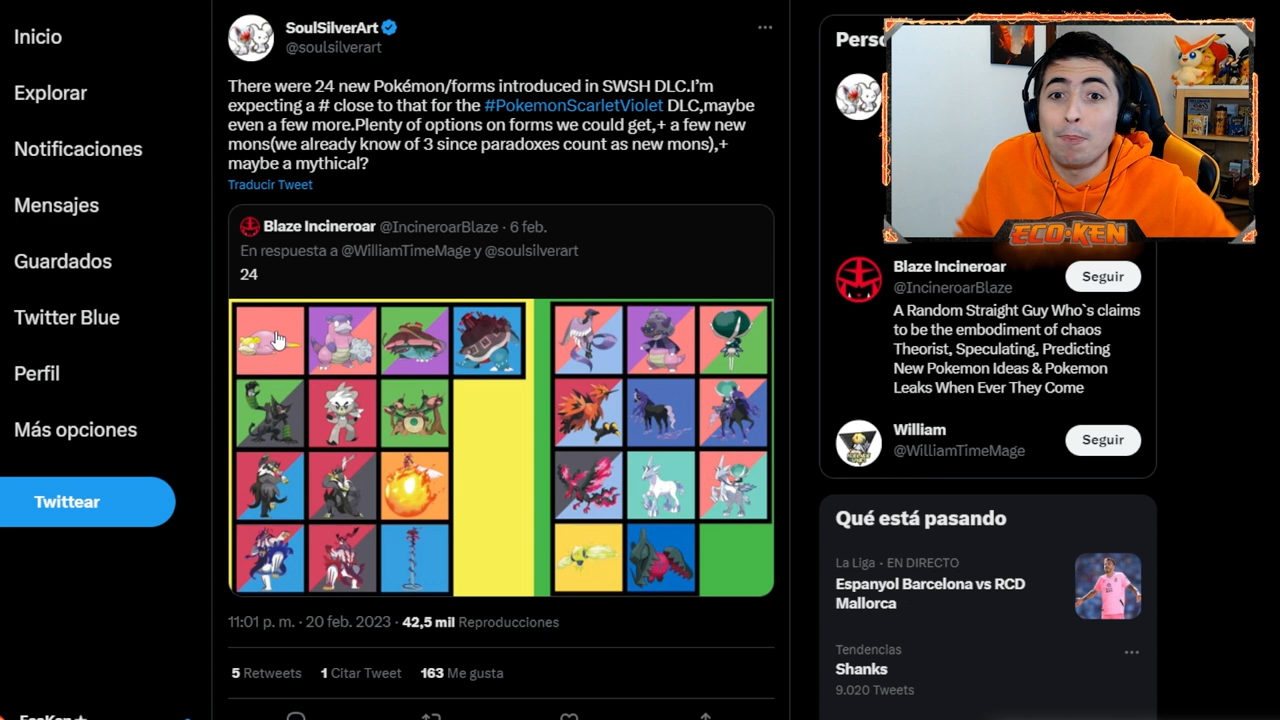 Inicio
Explorar
Notificaciones
Mensajes
Guardados
Twitter Blue
Perfil
Más opciones
Twittear
SoulSilverArt
@soulsilverart
There were 24 new Pokémon/forms introduced in SWSH DLC.I'm
expecting a # close to that for the #PokemonScarletViolet DLC,maybe
even a few more.Plenty of options on forms we could get,+ a few new
mons(we already know of 3 since paradoxes count as new mons),+
maybe a mythical?
Traducir Tweet
Blaze Incineroar @IncineroarBlaze · 6 feb.
En respuesta a @WilliamTimeMage y @soulsilverart
24
11:01 p. m. · 20 feb. 2023 · 42,5 mil Reproducciones
5 Retweets 1 Citar Tweet 163 Me gusta
ECO·KEN
Blaze Incineroar
@IncineroarBlaze
Seguir
A Random Straight Guy Who`s claims
to be the embodiment of chaos
Theorist, Speculating, Predicting
New Pokemon Ideas & Pokemon
Leaks When Ever They Come
William
@WilliamTimeMage
Seguir
Qué está pasando
La Liga · EN DIRECTO
Espanyol Barcelona vs RCD
Mallorca
Tendencias
Shanks
9.020 Tweets